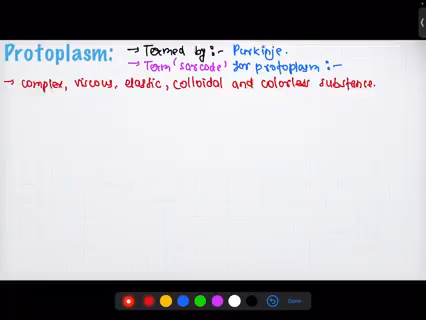 Protoplasm: → Termed by :- Purkinje.
→ Term (sarcode) for protoplasm :-
→ complex, viscous, elastic, colloidal and colorless substance.
Done